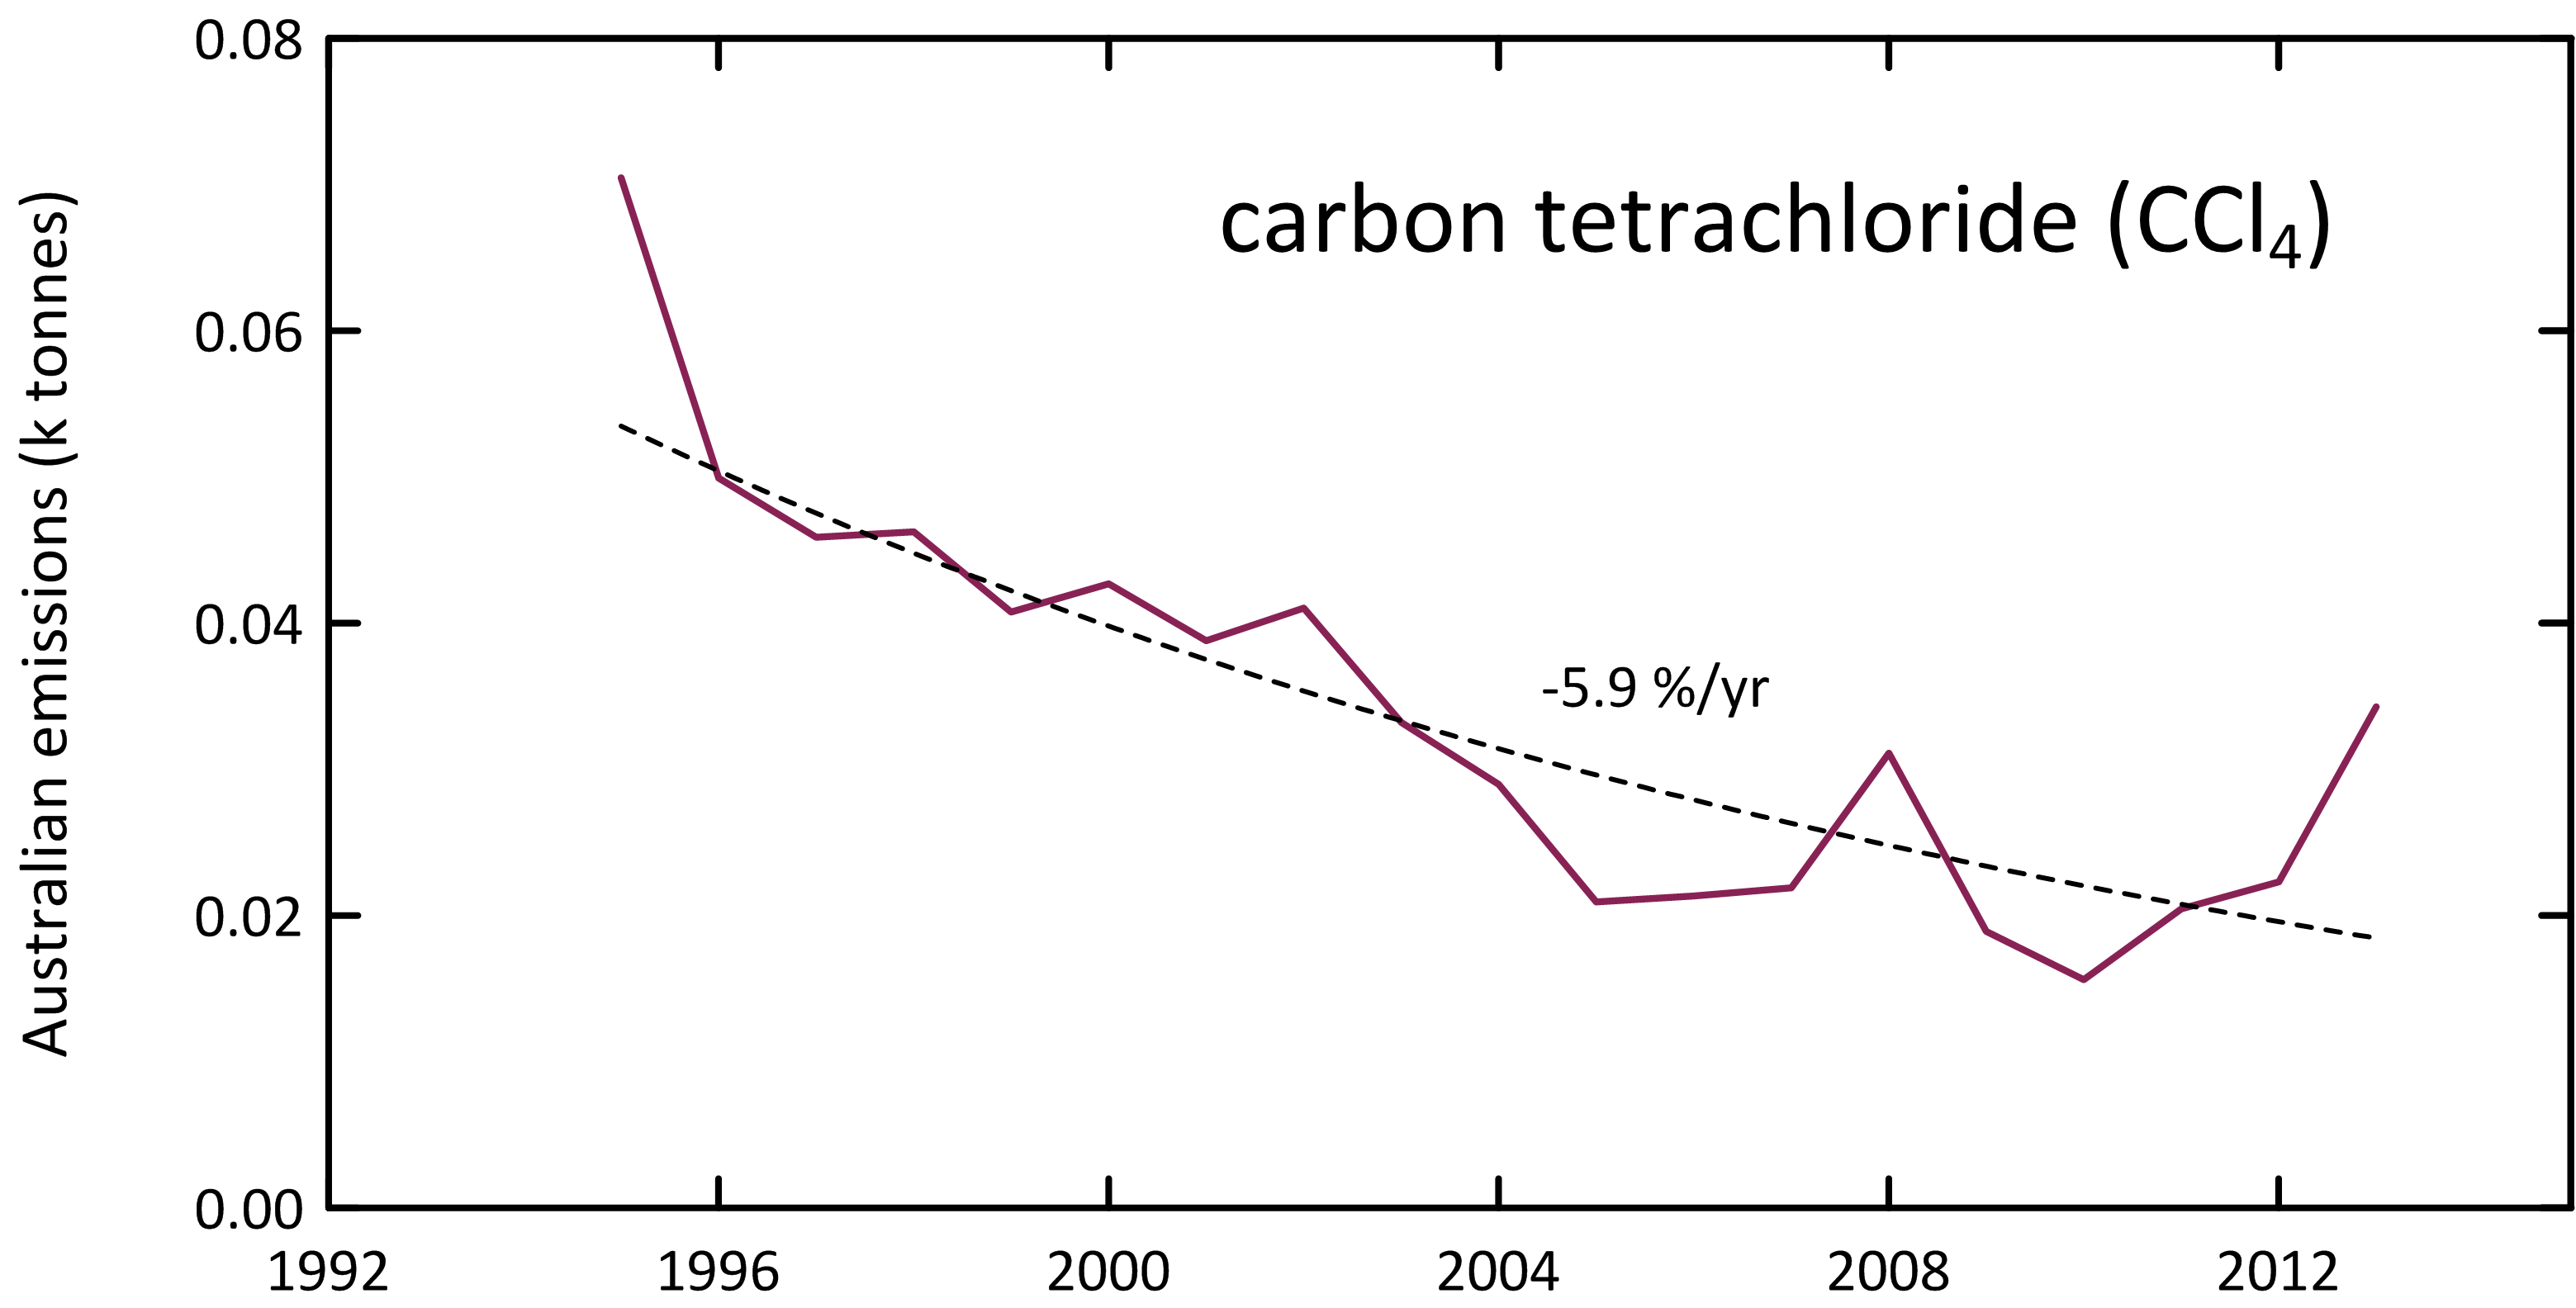 0.08
carbon tetrachloride (CCl₄)
0.06
0.04
-5.9 %/yr
0.02
0.00
1992 1996 2000 2004 2008 2012
Australian emissions (k tonnes)